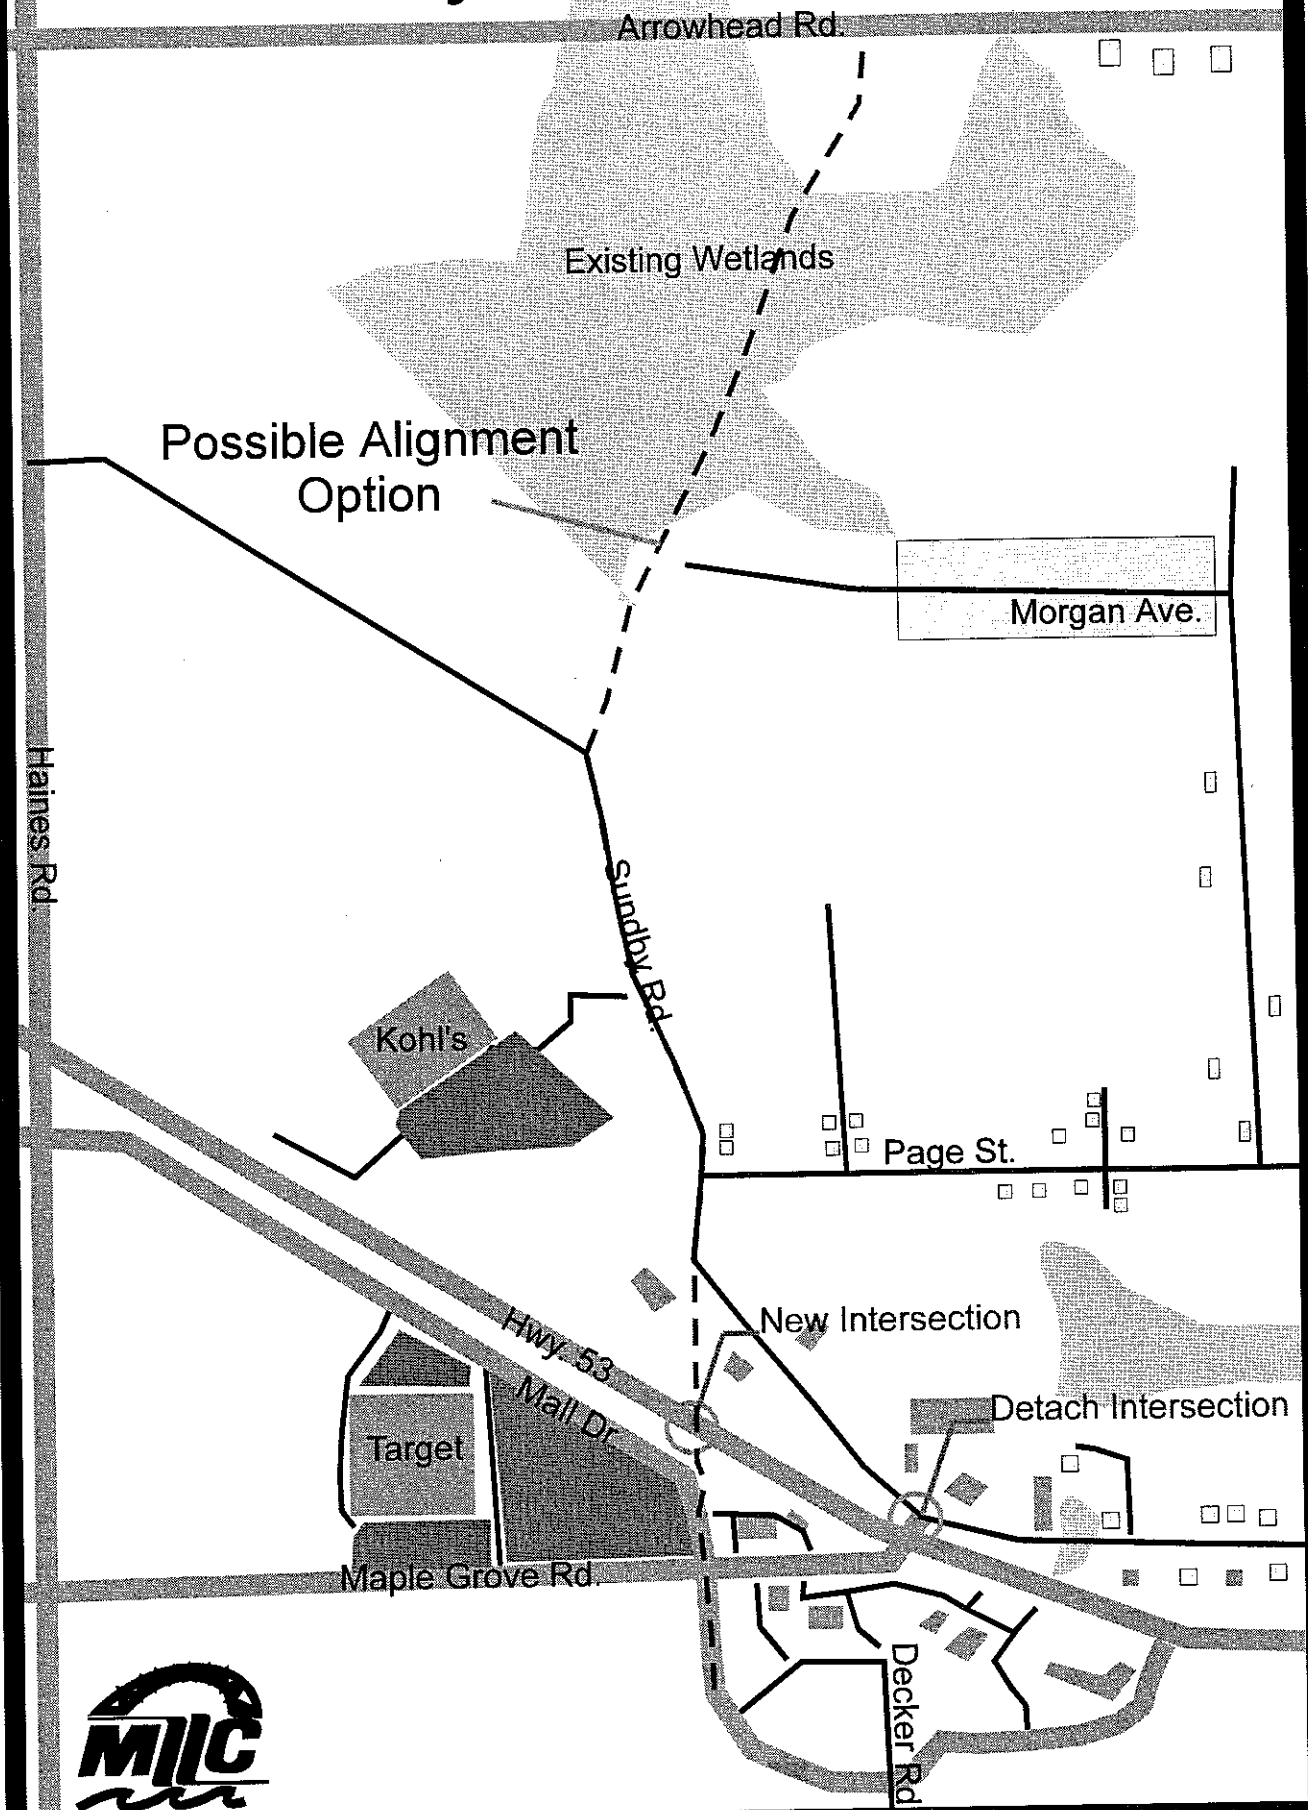 Arrowhead Rd.
Existing Wetlands
Possible Alignment
Option
Morgan Ave.
Haines Rd.
Sundby Rd.
Kohl's
Page St.
New Intersection
Hwy. 53
Mall Dr
Detach Intersection
Target
Maple Grove Rd.
Decker Rd
MIC